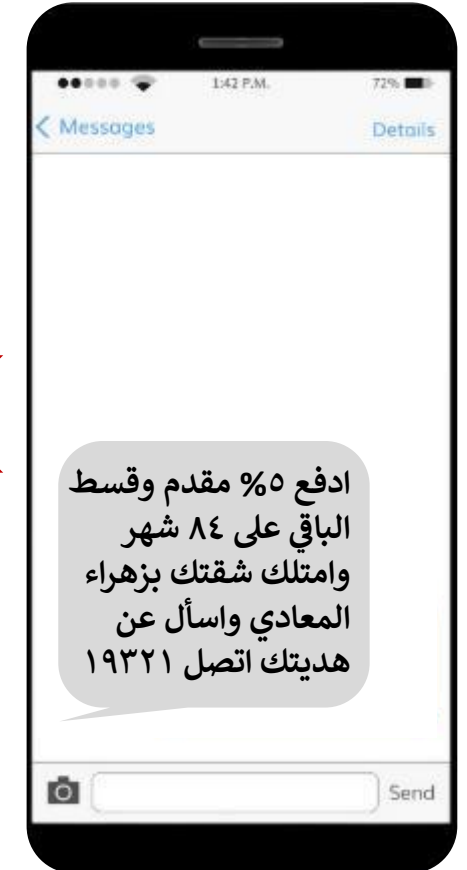 1:42 P.M.
72%
Messages
Details
ادفع ٥% مقدم وقسط
الباقي على ٨٤ شهر
وامتلك شقتك بزهراء
المعادي واسأل عن
هديتك اتصل ١٩٣٢١
Send